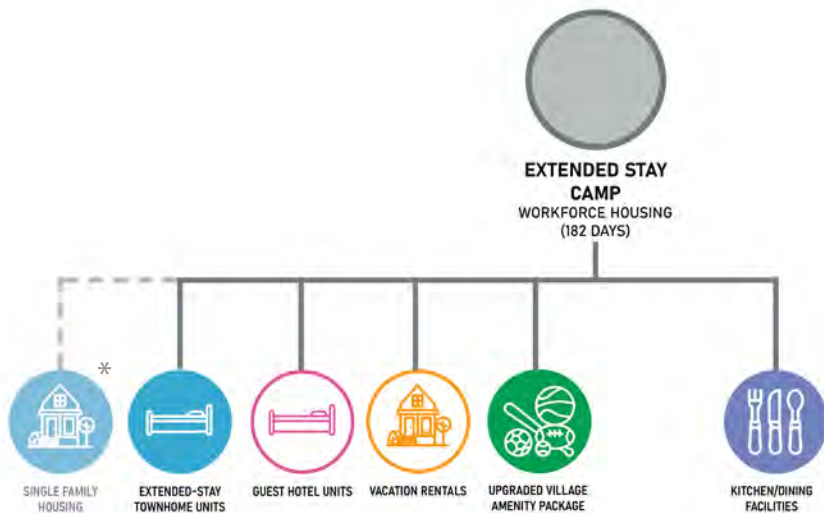 EXTENDED STAY
CAMP
WORKFORCE HOUSING
(182 DAYS)
*
SINGLE FAMILY
HOUSING
EXTENDED-STAY
TOWNHOME UNITS
GUEST HOTEL UNITS
VACATION RENTALS
UPGRADED VILLAGE
AMENITY PACKAGE
KITCHEN/DINING
FACILITIES